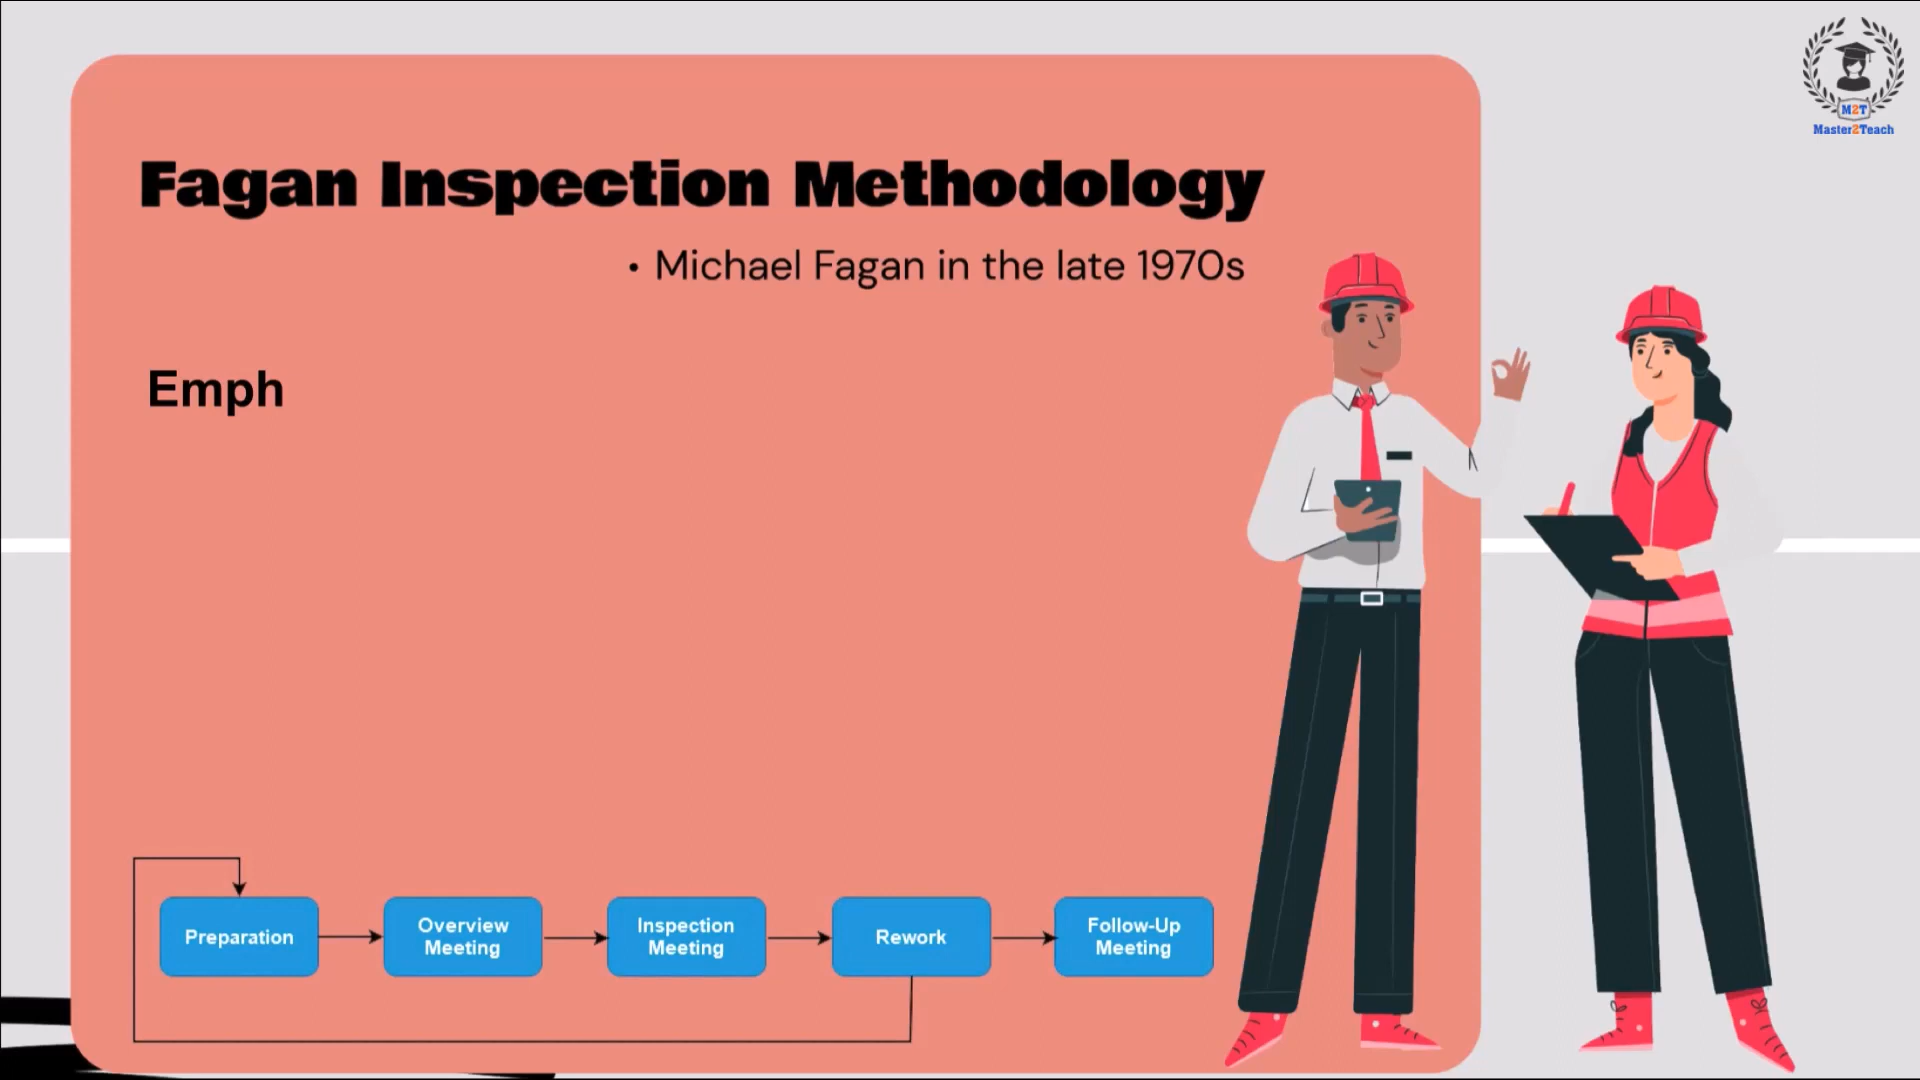 M2T
Master2Teach
Fagan Inspection Methodology
• Michael Fagan in the late 1970s
Emph
Preparation
Overview
Meeting
Inspection
Meeting
Rework
Follow-Up
Meeting